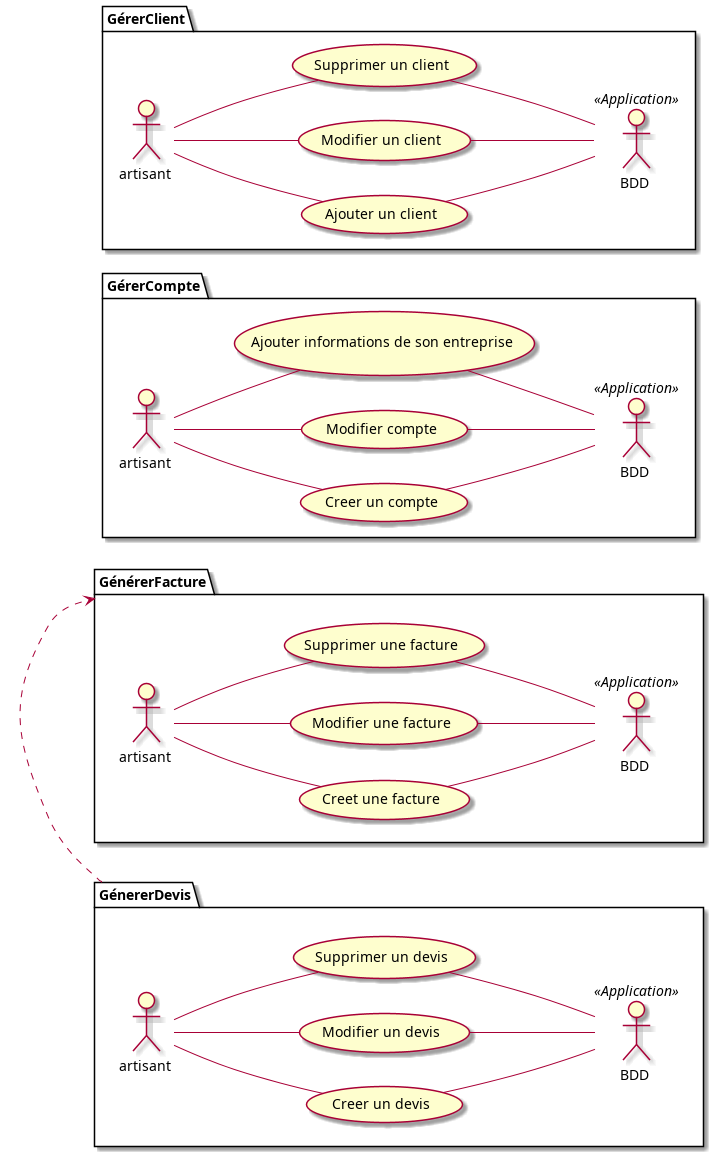 GérerClient
Supprimer un client
«Application»
Modifier un client
artisant
BDD
Ajouter un client
GérerCompte
Ajouter informations de son entreprise
«Application»
Modifier compte
artisant
BDD
Creer un compte
GénérerFacture
Supprimer une facture
«Application»
Modifier une facture
artisant
BDD
Creet une facture
GénererDevis
Supprimer un devis
«Application»
Modifier un devis
artisant
BDD
Creer un devis